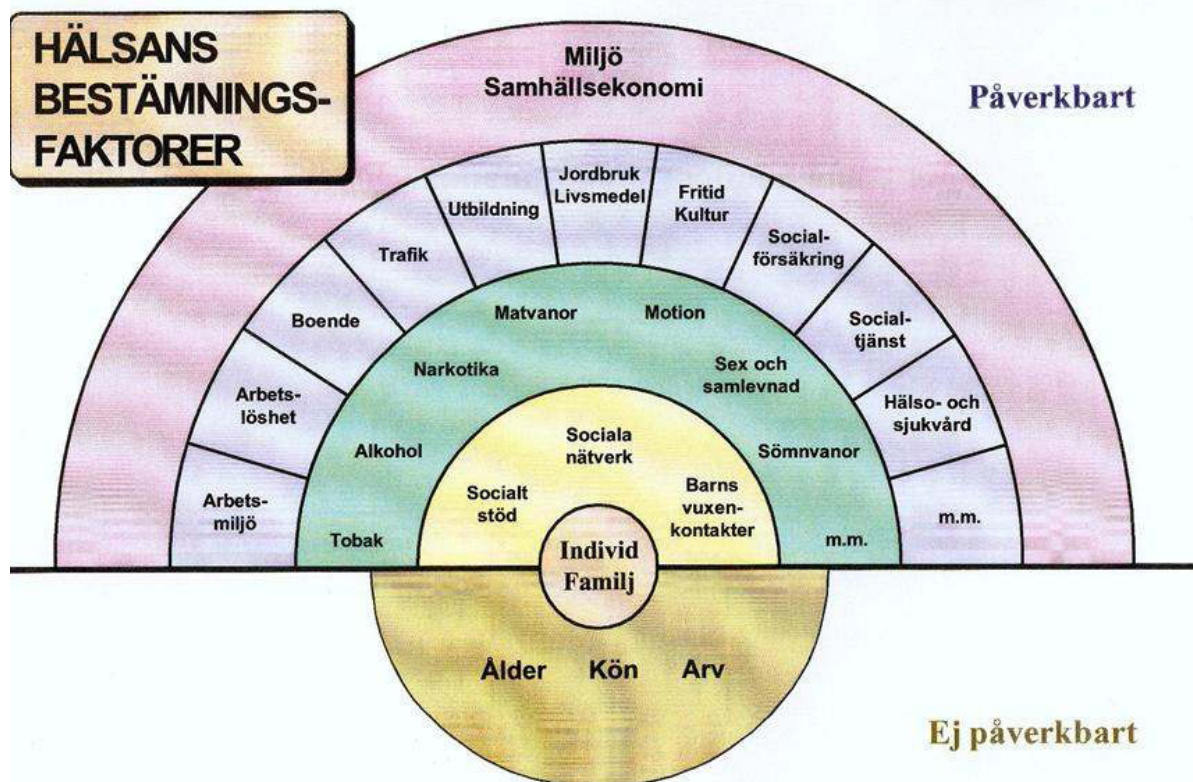 HÄLSANS
BESTÄMNINGS-
FAKTORER
Påverkbart
Miljö
Samhällsekonomi
Arbets-
miljö
Arbets-
löshet
Boende
Trafik
Utbildning
Jordbruk
Livsmedel
Fritid
Kultur
Social-
försäkring
Social-
tjänst
Hälso- och
sjukvård
m.m.
Tobak
Alkohol
Narkotika
Matvanor
Motion
Sex och
samlevnad
Sömnvanor
m.m.
Socialt
stöd
Sociala
nätverk
Barns
vuxen-
kontakter
Individ
Familj
Ålder Kön Arv
Ej påverkbart